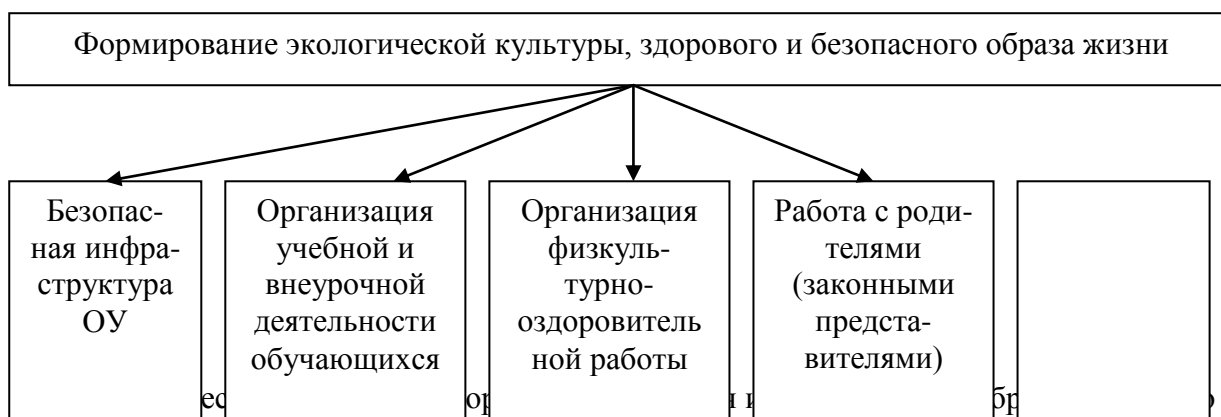 Формирование экологической культуры, здорового и безопасного образа жизни
Безопас-
ная инфра-
структура
ОУ
Организация
учебной и
внеурочной
деятельности
обучающихся
Организация
физкуль-
турно-
оздоровитель
ной работы
Работа с роди-
телями
(законными
предста-
вителями)